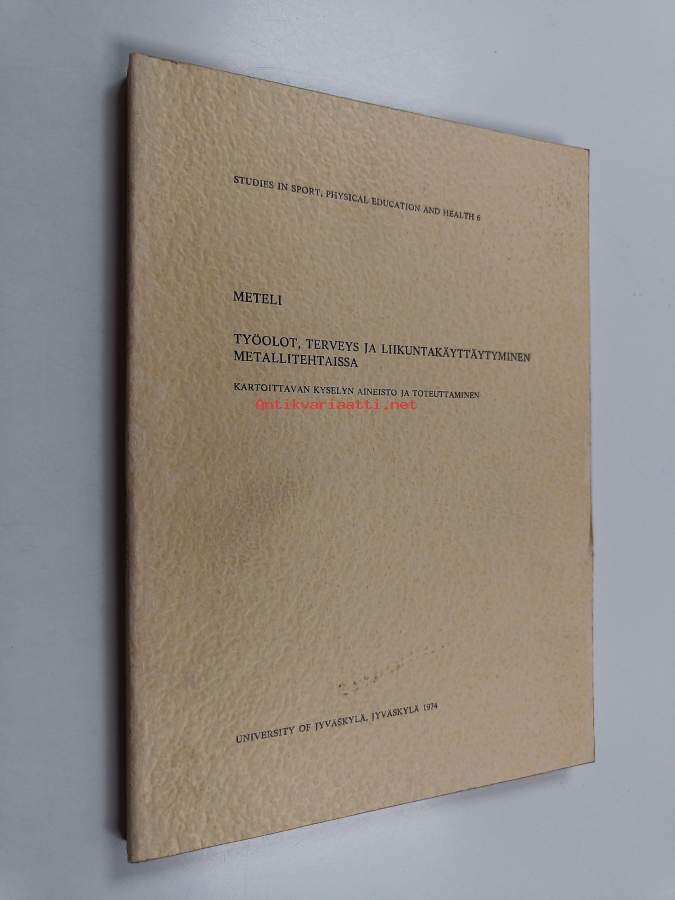 STUDIES IN SPORT, PHYSICAL EDUCATION AND HEALTH 6
METELI
TYÖOLOT, TERVEYS JA LIIKUNTAKÄYTTÄYTYMINEN
METALLITEHTAISSA
KARTOITTAVAN KYSELYN AINEISTO JA TOTEUTTAMINEN
Antikvariaatti.net
UNIVERSITY OF JYVÄSKYLÄ, JYVÄSKYLÄ 1974